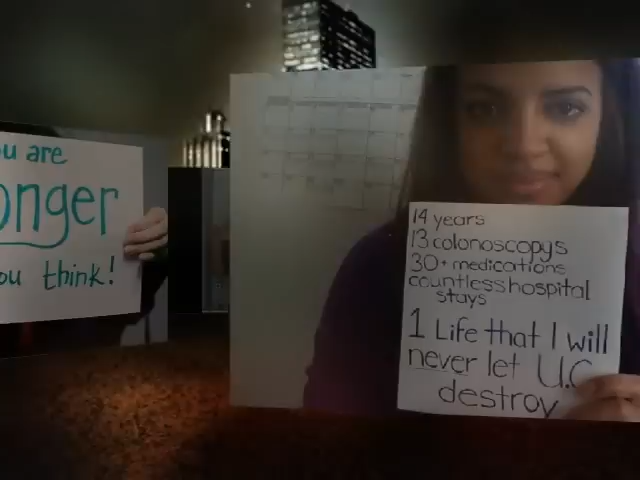 ou are
onger
ou think!
14 years
13 colonoscopys
30+ medications
countless hospital
stays
1 Life that I will
never let U.C
destroy